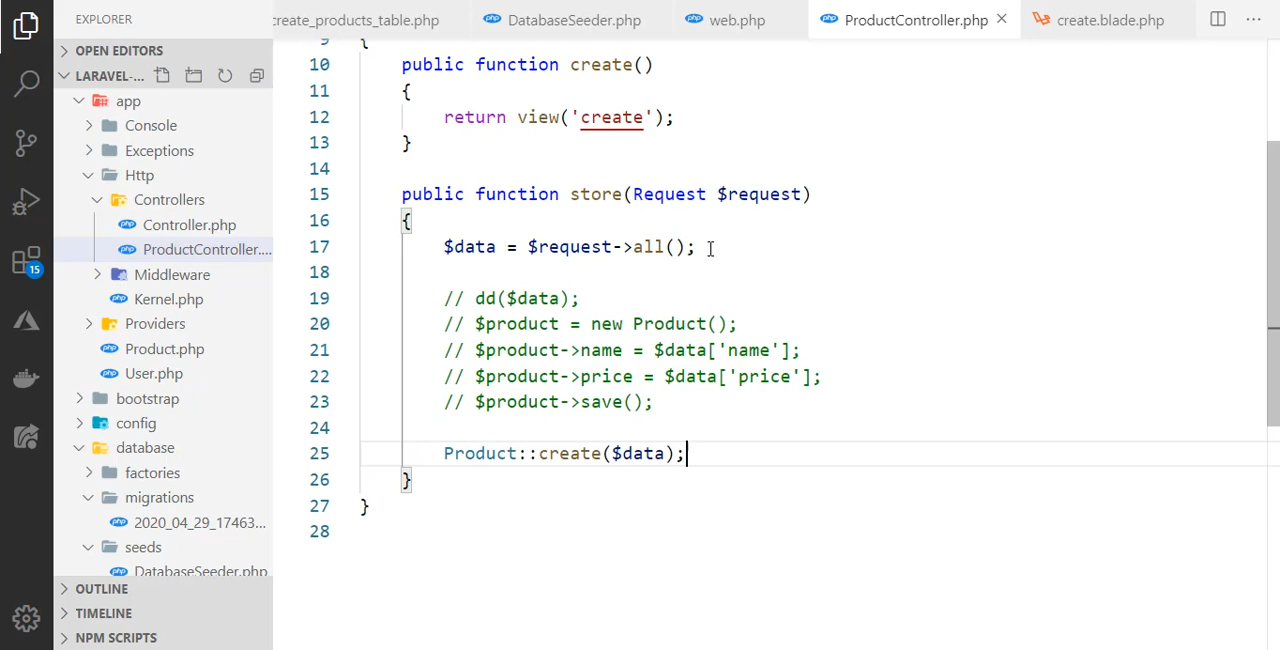 EXPLORER
OPEN EDITORS
LARAVEL-...
app
Console
Exceptions
Http
Controllers
Controller.php
ProductController....
Middleware
Kernel.php
Providers
Product.php
User.php
bootstrap
config
database
factories
migrations
2020_04_29_17463...
seeds
DatabaseSeeder.php
OUTLINE
TIMELINE
NPM SCRIPTS
15
create_products_table.php
DatabaseSeeder.php
web.php
ProductController.php
create.blade.php
9 {
10 public function create()
11 {
12 return view('create');
13 }
14
15 public function store(Request $request)
16 {
17 $data = $request->all();
18
19 // dd($data);
20 // $product = new Product();
21 // $product->name = $data['name'];
22 // $product->price = $data['price'];
23 // $product->save();
24
25 Product::create($data);
26 }
27 }
28